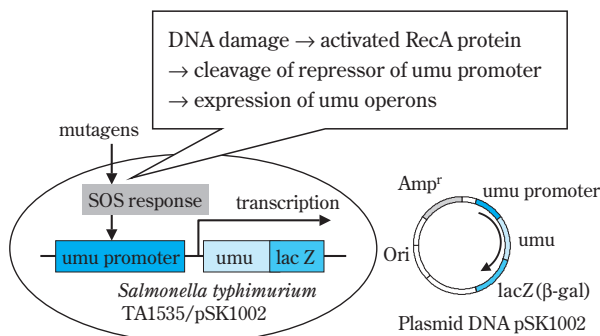 DNA damage → activated RecA protein
→ cleavage of repressor of umu promoter
→ expression of umu operons
mutagens
SOS response
transcription
umu promoter
umu
lac Z
Salmonella typhimurium
TA1535/pSK1002
Ampr
umu promoter
umu
Ori
lacZ(β-gal)
Plasmid DNA pSK1002